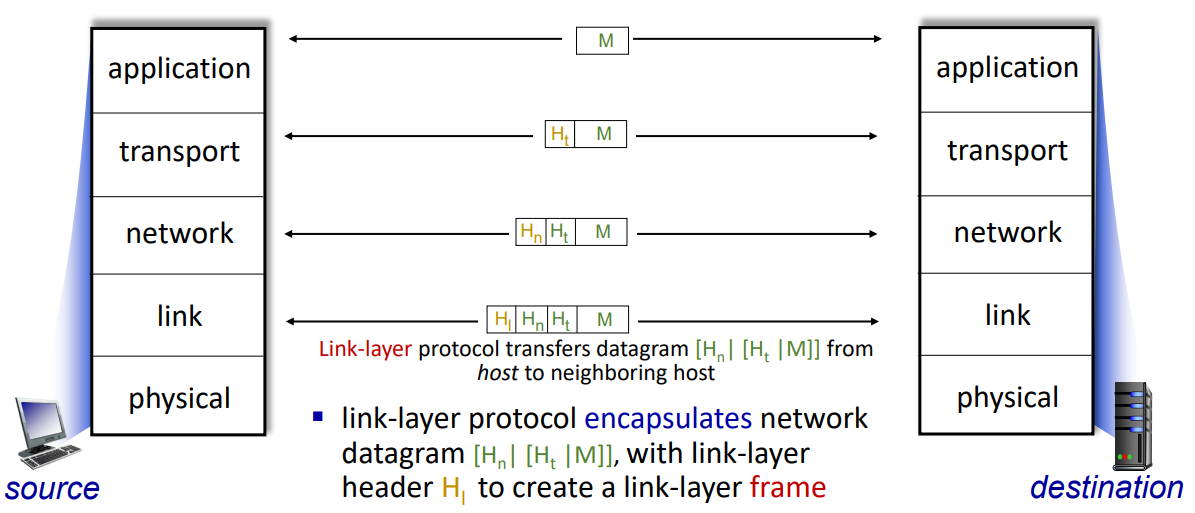 M
application
application
H_t M
transport
transport
H_n H_t M
network
network
H_l H_n H_t M
link
link
Link-layer protocol transfers datagram [H_n| [H_t |M]] from
host to neighboring host
physical
physical
▪ link-layer protocol encapsulates network
datagram [H_n| [H_t |M]], with link-layer
header H_l to create a link-layer frame
source
destination